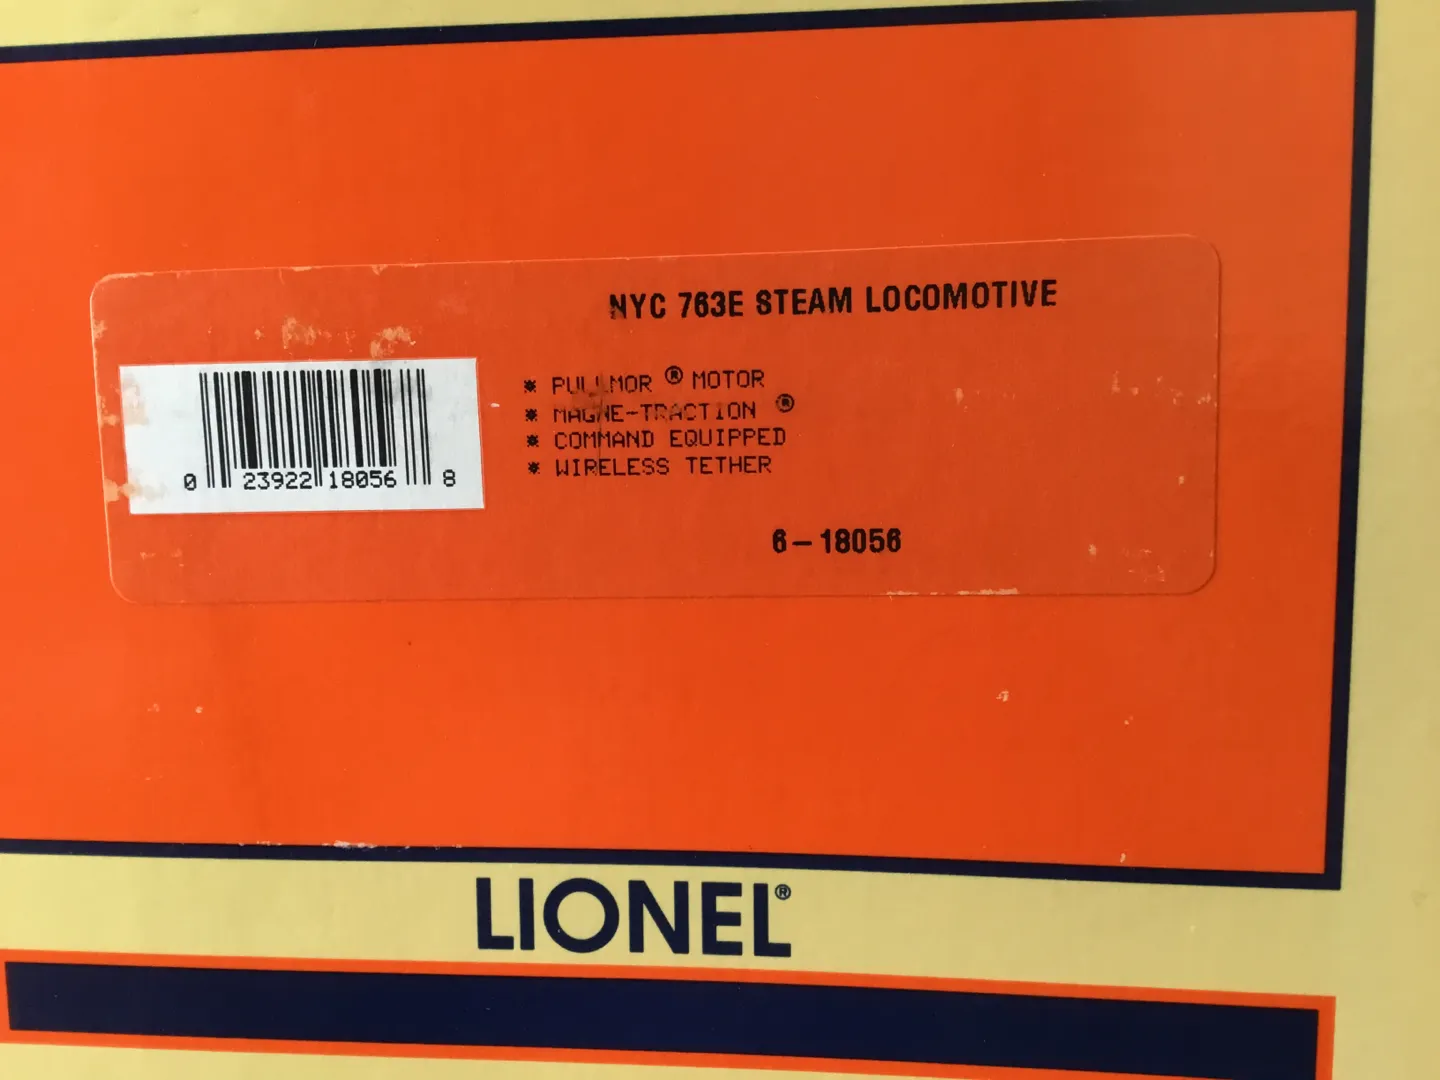 NYC 763E STEAM LOCOMOTIVE
* PULLMOR ® MOTOR
* MAGNE-TRACTION ®
* COMMAND EQUIPPED
* WIRELESS TETHER
0 23922 18056 8
6-18056
LIONEL®